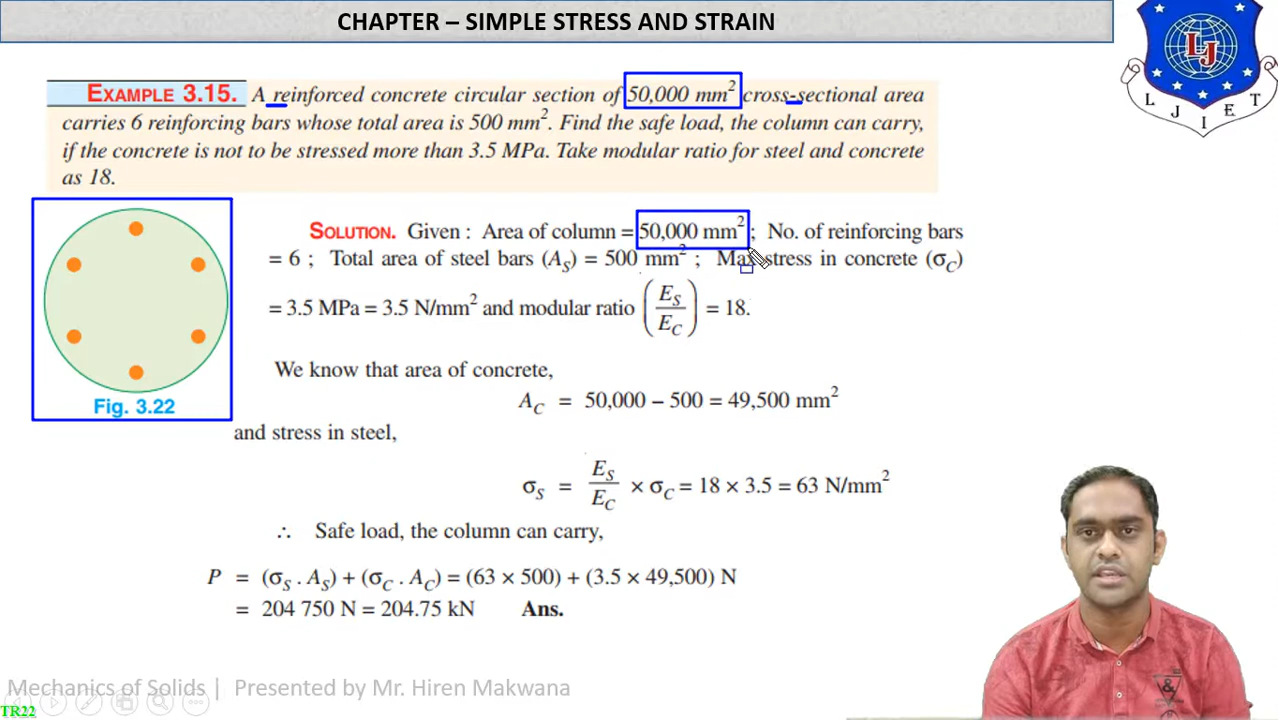 CHAPTER – SIMPLE STRESS AND STRAIN
EXAMPLE 3.15. A reinforced concrete circular section of 50,000 mm² cross-sectional area
carries 6 reinforcing bars whose total area is 500 mm². Find the safe load, the column can carry,
if the concrete is not to be stressed more than 3.5 MPa. Take modular ratio for steel and concrete
as 18.
LJ
L J I E T
SOLUTION. Given : Area of column = 50,000 mm² ; No. of reinforcing bars
= 6 ; Total area of steel bars (A_S) = 500 mm² ; Max stress in concrete (σ_C)
= 3.5 MPa = 3.5 N/mm² and modular ratio (E_S/E_C) = 18.
Fig. 3.22
We know that area of concrete,
A_C = 50,000 – 500 = 49,500 mm²
and stress in steel,
σ_S = E_S/E_C × σ_C = 18 × 3.5 = 63 N/mm²
∴ Safe load, the column can carry,
P = (σ_S . A_S) + (σ_C . A_C) = (63 × 500) + (3.5 × 49,500) N
= 204 750 N = 204.75 kN Ans.
Mechanics of Solids | Presented by Mr. Hiren Makwana
TR22